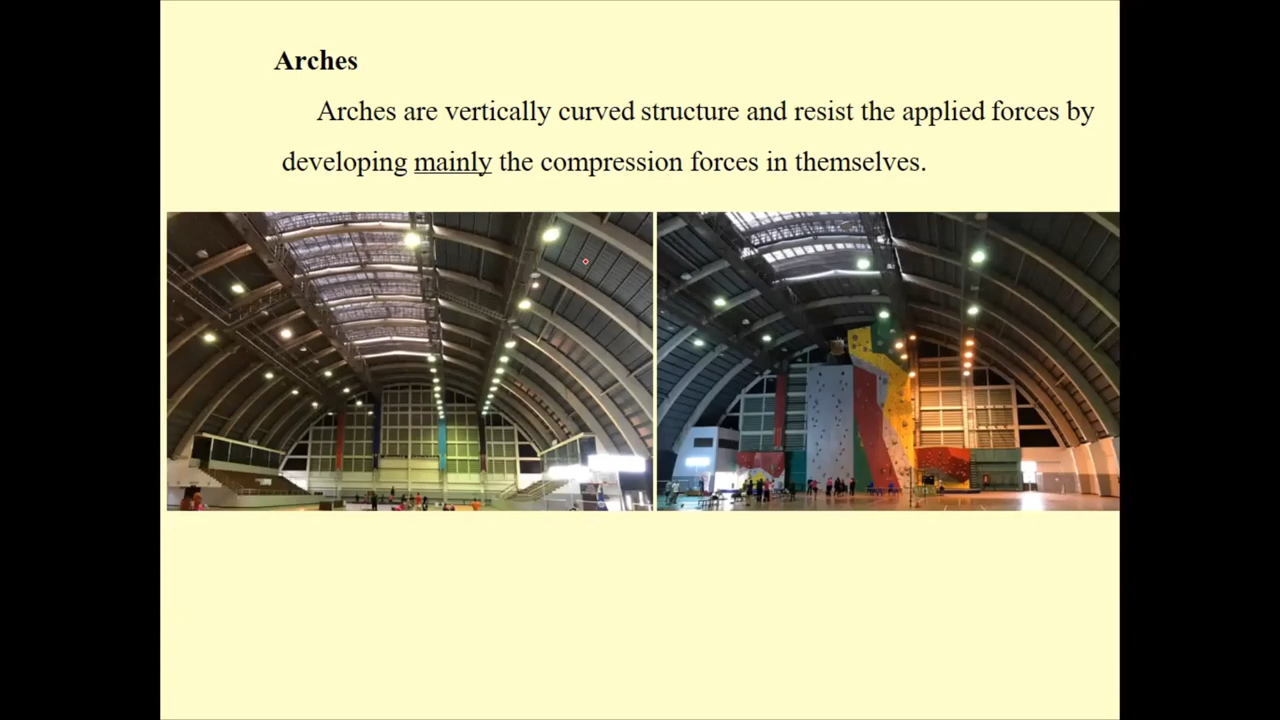 Arches
Arches are vertically curved structure and resist the applied forces by
developing mainly the compression forces in themselves.